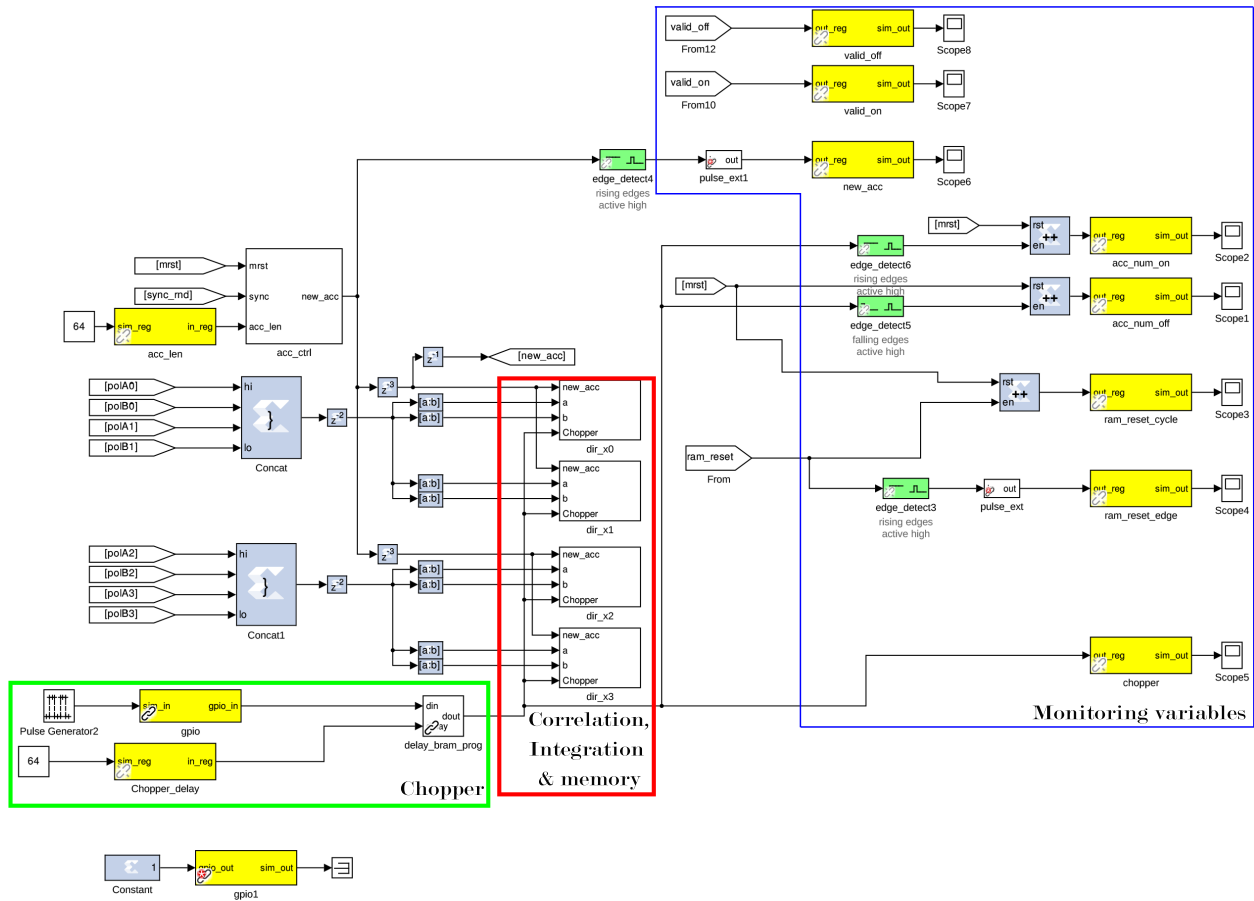 valid_off
out_reg sim_out
From12
valid_off
Scope8
valid_on
out_reg sim_out
From10
valid_on
Scope7
out
out_reg sim_out
edge_detect4
pulse_ext1
new_acc
Scope6
rising edges
active high
[mrst]
rst
en
++
out_reg sim_out
acc_num_on
Scope2
edge_detect6
rising edges
active high
[mrst]
rst
en
++
out_reg sim_out
acc_num_off
Scope1
edge_detect5
falling edges
active high
[mrst]
mrst
[sync_rnd]
sync
new_acc
64
sim_reg in_reg
acc_len
acc_len
acc_ctrl
z-1
[new_acc]
z-3
[polA0]
[polB0]
[polA1]
[polB1]
hi
}
lo
Concat
z-2
[a:b]
[a:b]
new_acc
a
b
Chopper
dir_x0
[a:b]
[a:b]
new_acc
a
b
Chopper
dir_x1
rst
en
++
out_reg sim_out
ram_reset_cycle
Scope3
ram_reset
From
edge_detect3
rising edges
active high
out
pulse_ext
out_reg sim_out
ram_reset_edge
Scope4
z-3
[polA2]
[polB2]
[polA3]
[polB3]
hi
}
lo
Concat1
z-2
[a:b]
[a:b]
new_acc
a
b
Chopper
dir_x2
[a:b]
[a:b]
new_acc
a
b
Chopper
dir_x3
out_reg sim_out
chopper
Scope5
Monitoring variables
Pulse Generator2
sim_in gpio_in
gpio
din
dout
ay
delay_bram_prog
64
sim_reg in_reg
Chopper_delay
Chopper
Correlation,
Integration
& memory
1
Constant
gpio_out sim_out
gpio1